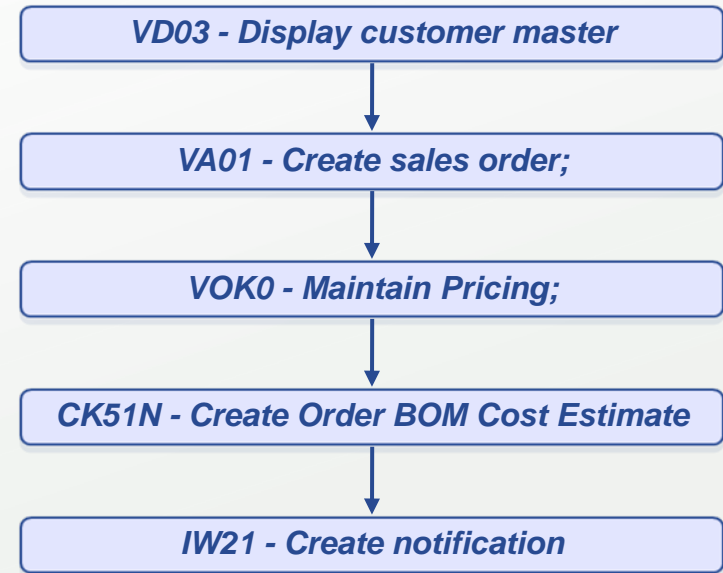 VD03 - Display customer master
VA01 - Create sales order;
VOK0 - Maintain Pricing;
CK51N - Create Order BOM Cost Estimate
IW21 - Create notification